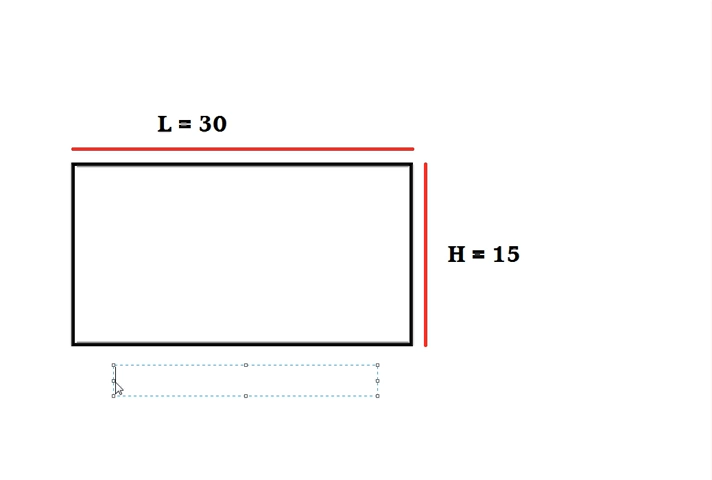 L = 30
H = 15